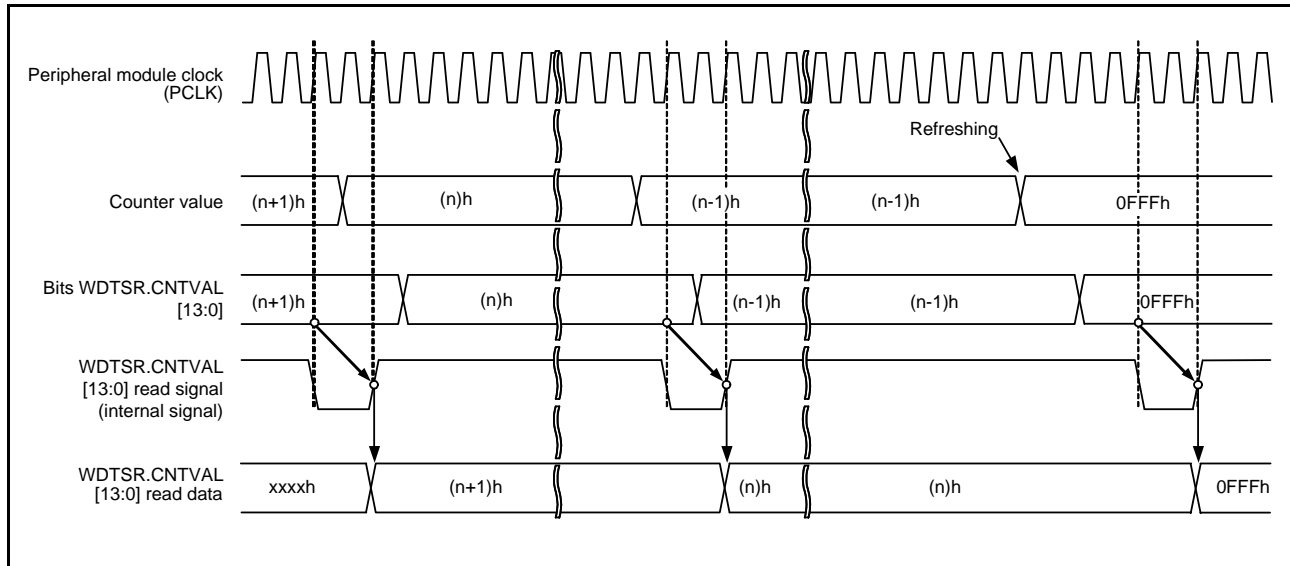 Peripheral module clock
(PCLK)
Refreshing
Counter value
(n+1)h
(n)h
(n-1)h
(n-1)h
0FFFh
Bits WDTSR.CNTVAL
[13:0]
(n+1)h
(n)h
(n-1)h
(n-1)h
0FFFh
WDTSR.CNTVAL
[13:0] read signal
(internal signal)
WDTSR.CNTVAL
[13:0] read data
xxxxh
(n+1)h
(n)h
(n)h
0FFFh